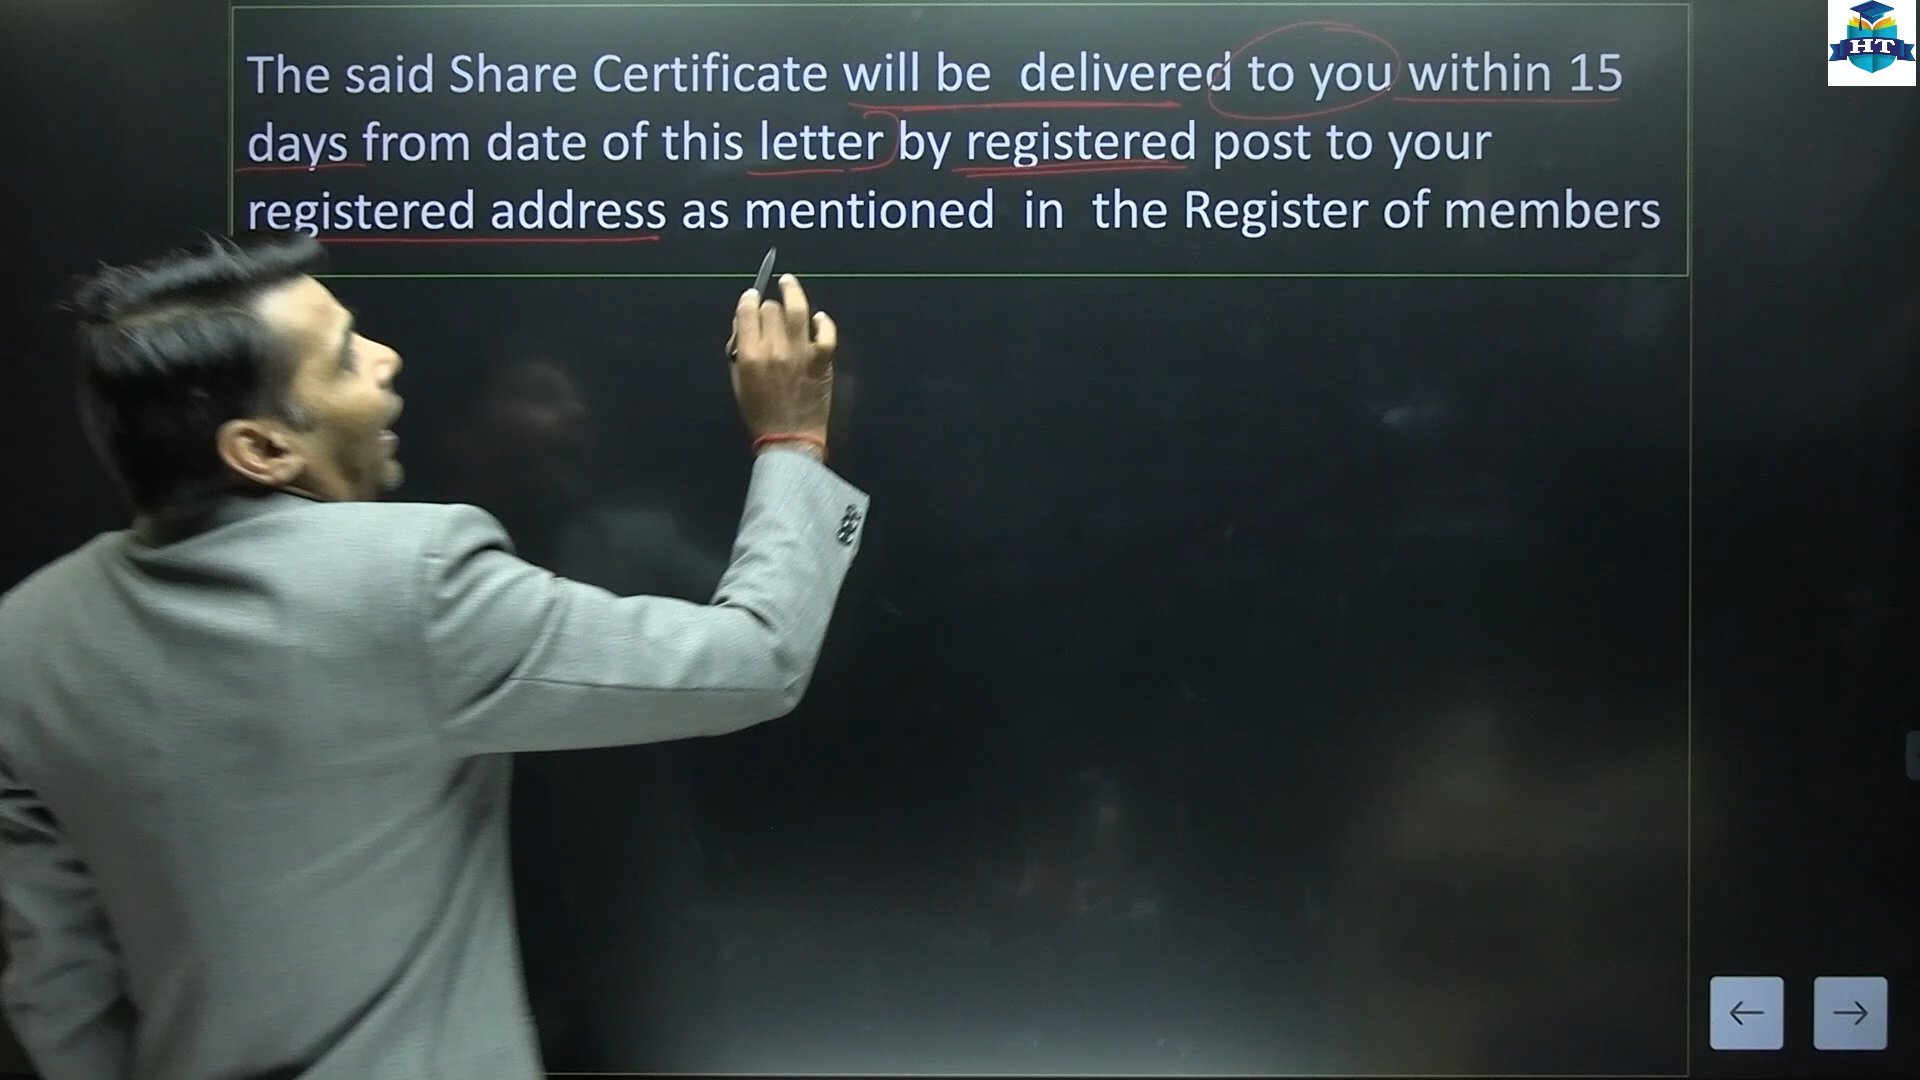 HT
The said Share Certificate will be delivered to you within 15
days from date of this letter by registered post to your
registered address as mentioned in the Register of members